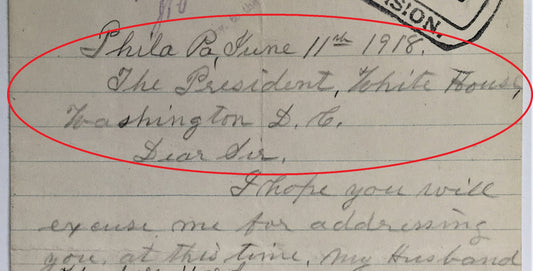 SION.
Phila Pa, June 11th 1918.
The President, White House,
Washington D. C.
Dear Sir.
I hope you will
excuse me for addressing
you, at this time, My Husband